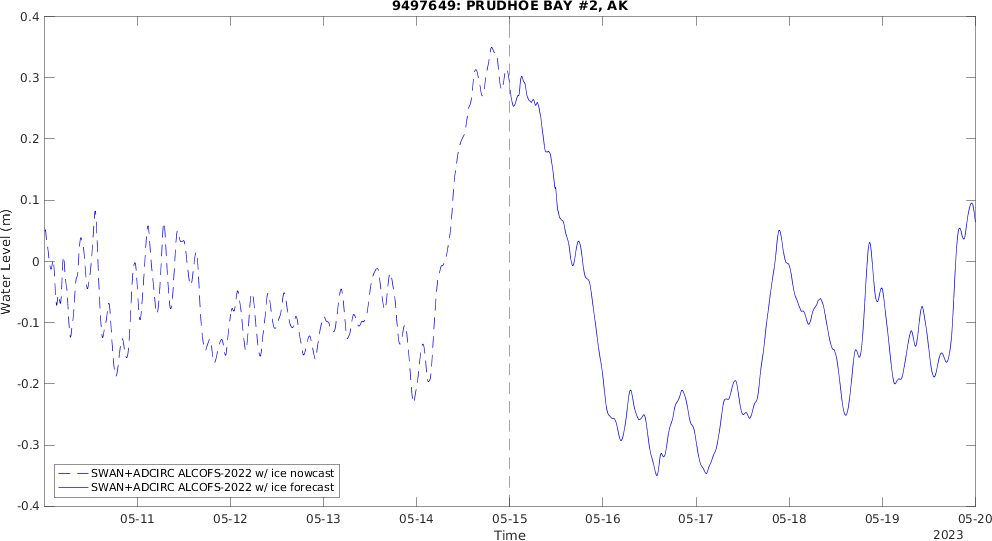 9497649: PRUDHOE BAY #2, AK
Water Level (m)
0.4
0.3
0.2
0.1
0
-0.1
-0.2
-0.3
-0.4
SWAN+ADCIRC ALCOFS-2022 w/ ice nowcast
SWAN+ADCIRC ALCOFS-2022 w/ ice forecast
05-11 05-12 05-13 05-14 05-15 05-16 05-17 05-18 05-19 05-20
Time
2023